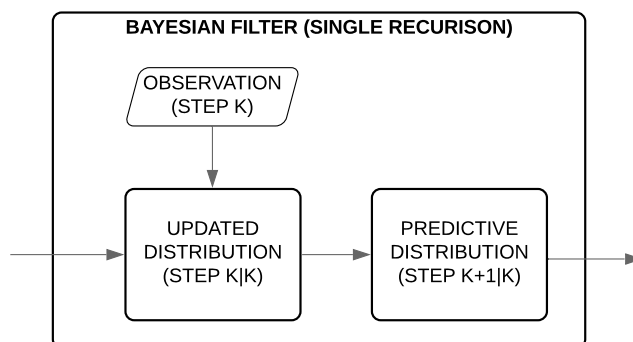 BAYESIAN FILTER (SINGLE RECURISON)
OBSERVATION
(STEP K)
UPDATED
DISTRIBUTION
(STEP K|K)
PREDICTIVE
DISTRIBUTION
(STEP K+1|K)